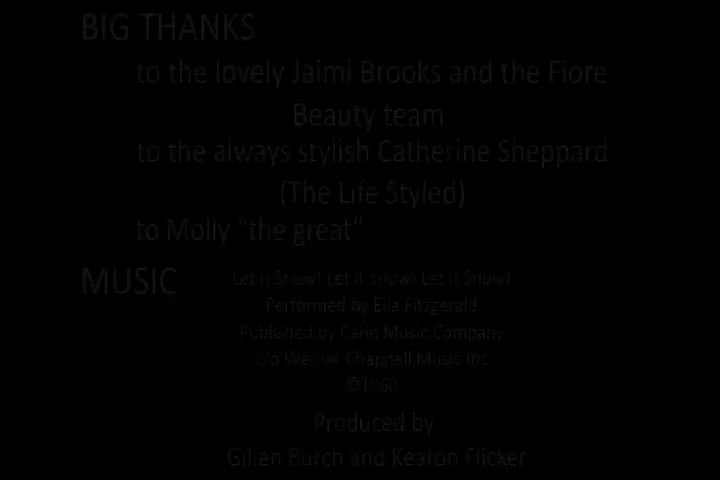 BIG THANKS
to the lovely Jaimi Brooks and the Fiore
Beauty team
to the always stylish Catherine Sheppard
(The Life Styled)
to Molly "the great"
MUSIC
Let it Snow! Let it Snow! Let it Snow!
Performed by Ella Fitzgerald
Published by Cahn Music Company
c/o Warner Chappell Music Inc
©1960
Produced by
Gilien Burch and Keaton Flicker